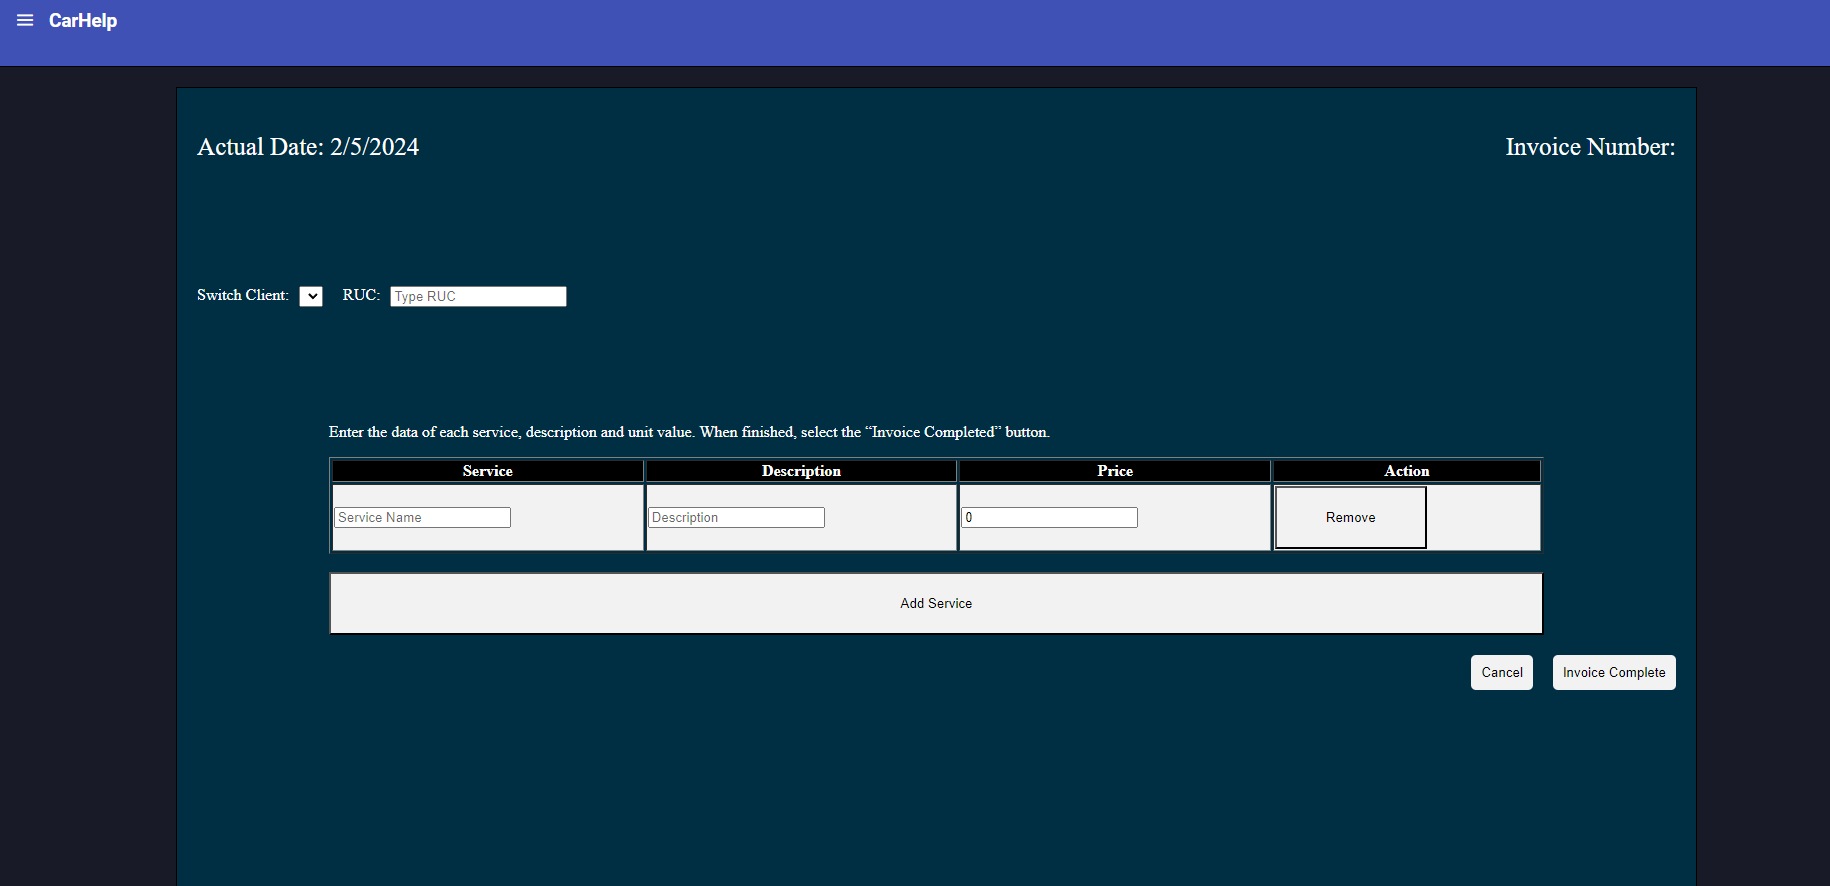 CarHelp
Actual Date: 2/5/2024
Invoice Number:
Switch Client:
RUC: Type RUC
Enter the data of each service, description and unit value. When finished, select the “Invoice Completed” button.
Service Description Price Action
Service Name Description 0 Remove
Add Service
Cancel Invoice Complete